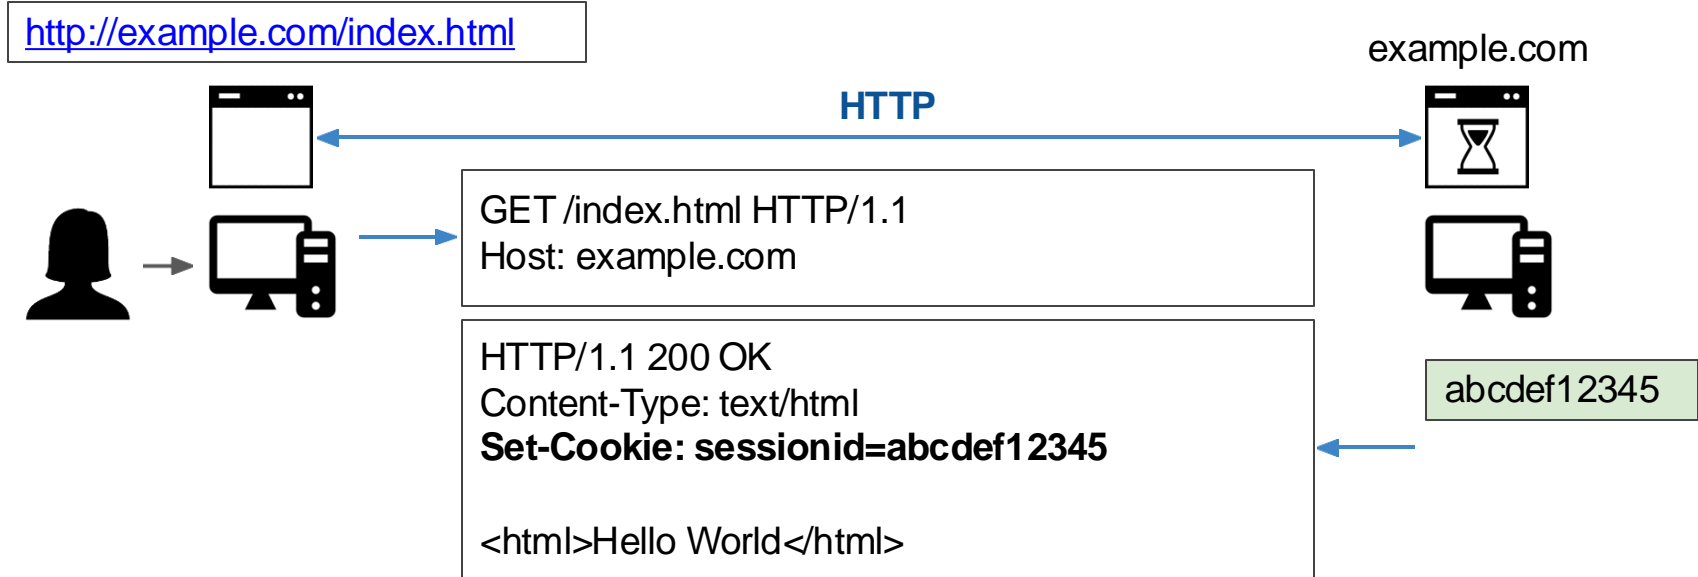 http://example.com/index.html
example.com
HTTP
GET /index.html HTTP/1.1
Host: example.com
HTTP/1.1 200 OK
Content-Type: text/html
Set-Cookie: sessionid=abcdef12345
<html>Hello World</html>
abcdef12345